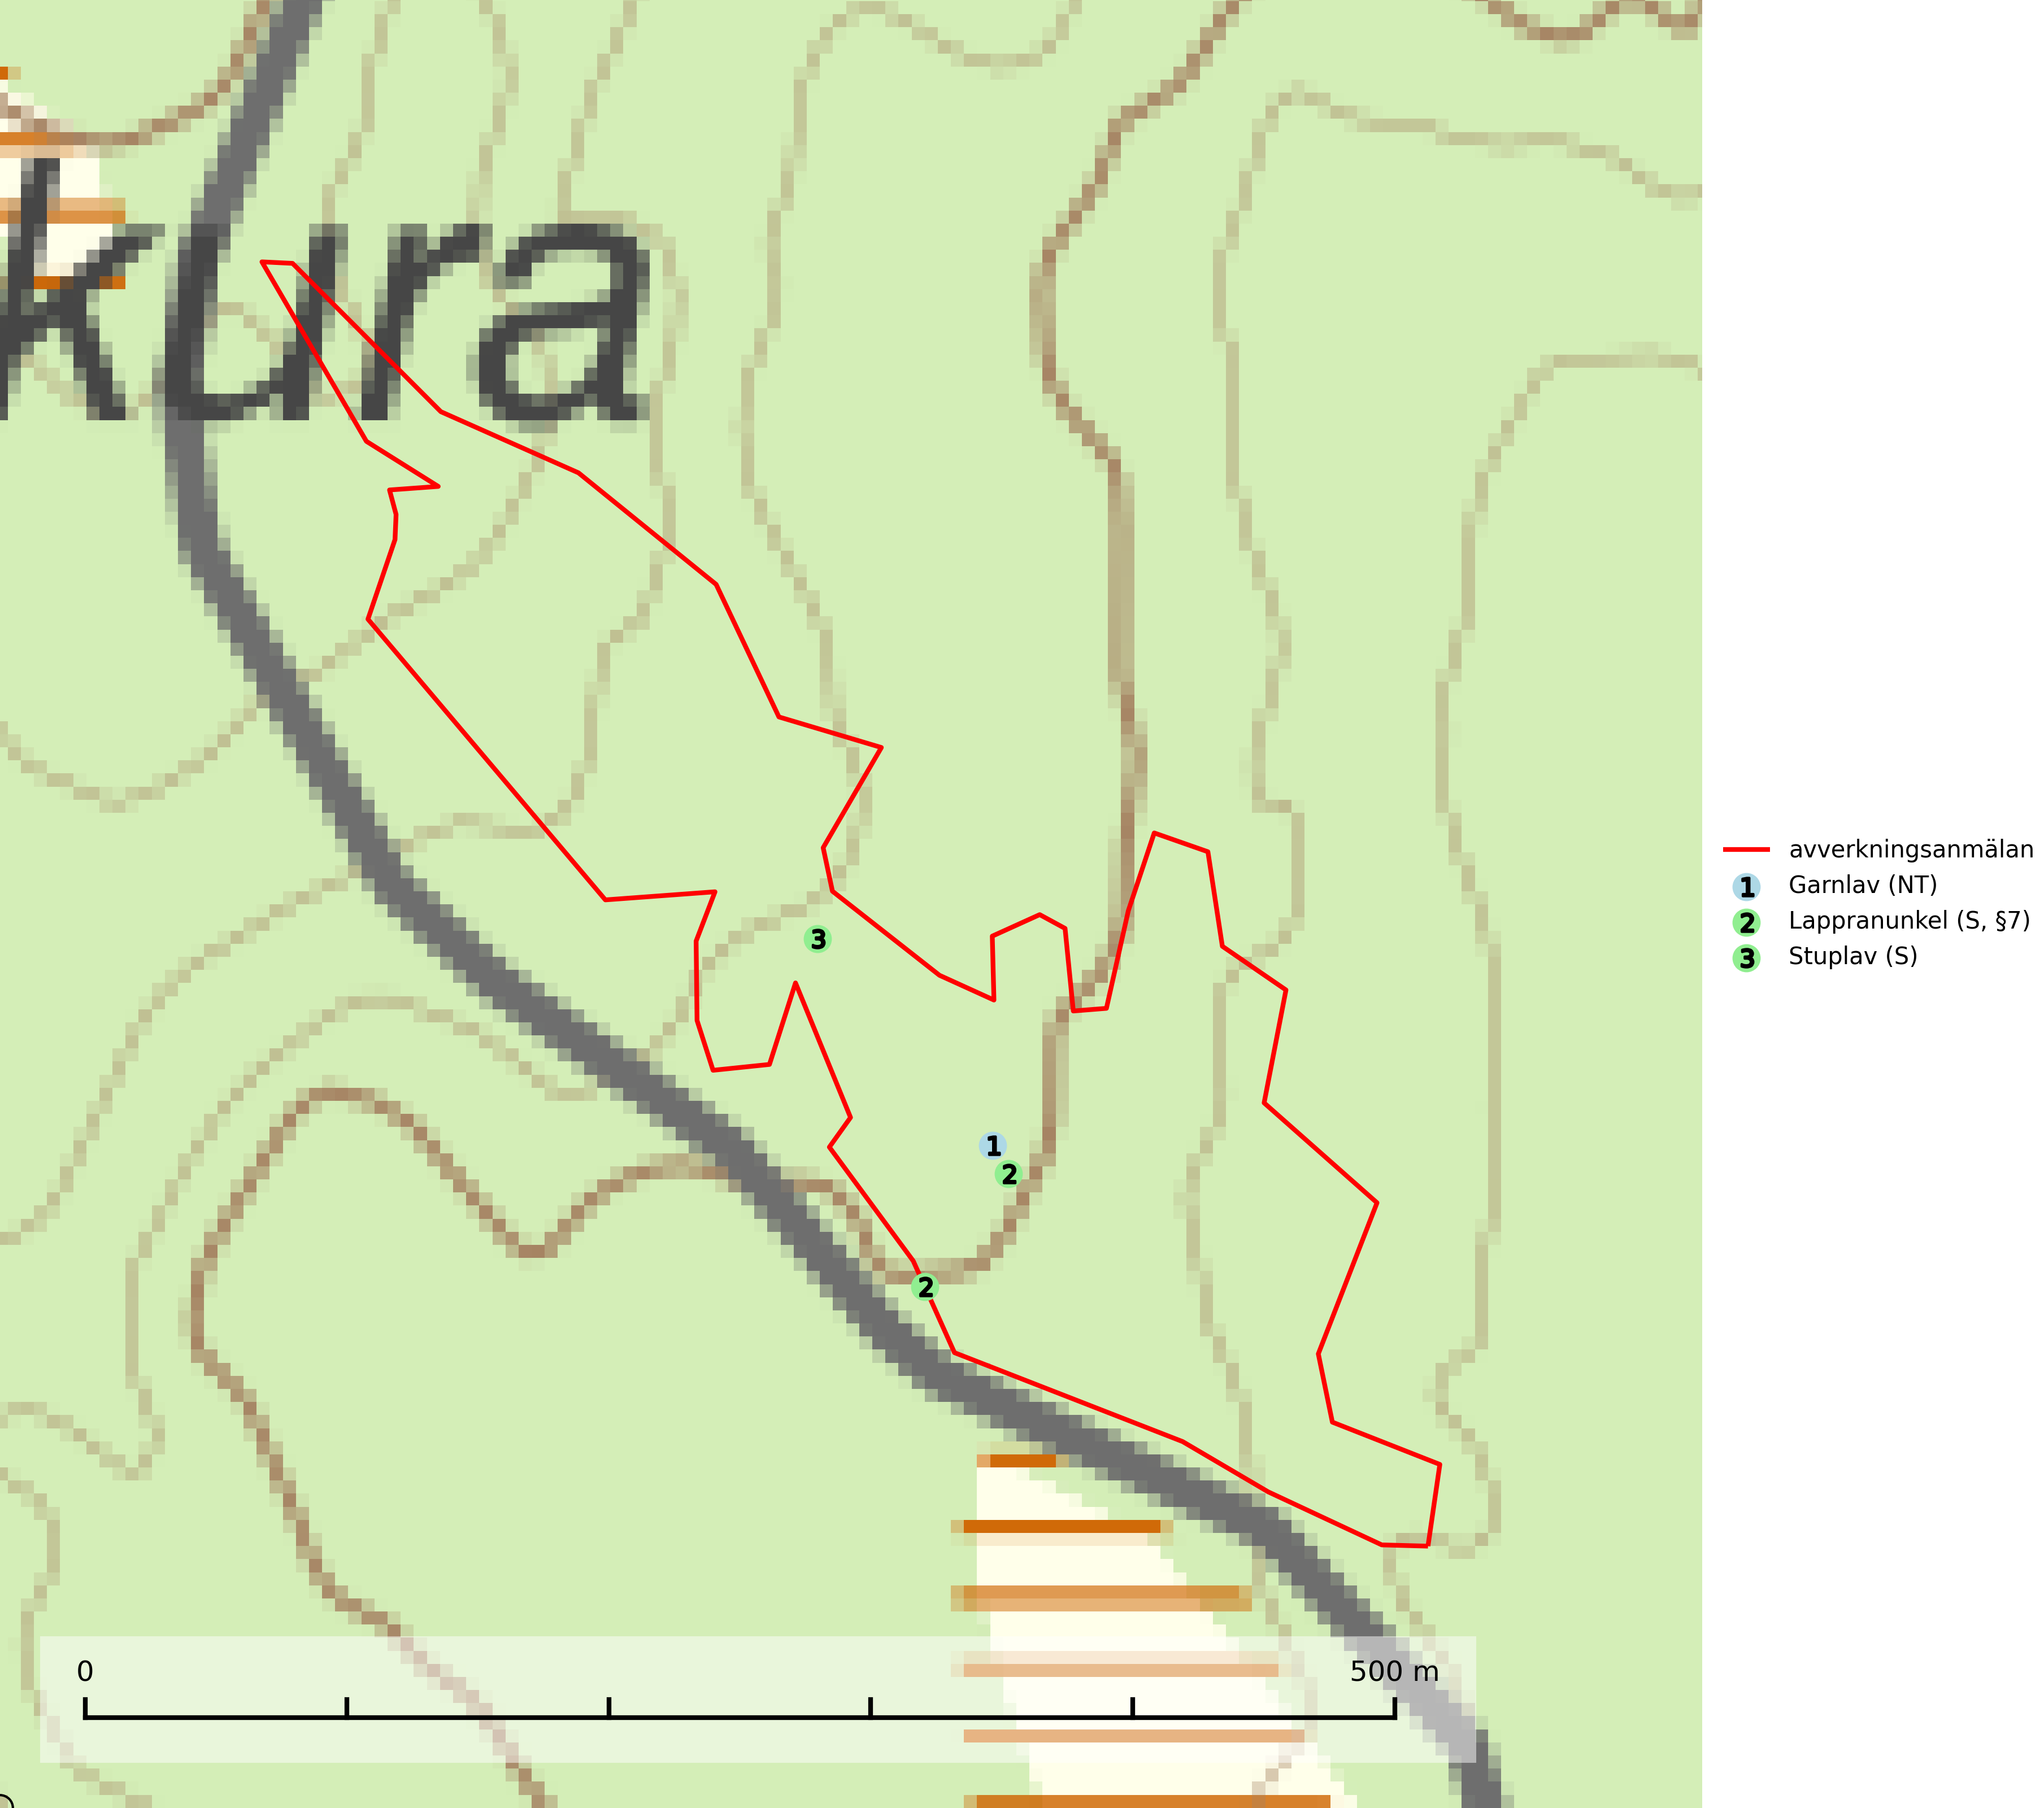 kura
3
1
2
2
0
500 m
avverkningsanmälan
1 Garnlav (NT)
2 Lappranunkel (S, §7)
3 Stuplav (S)